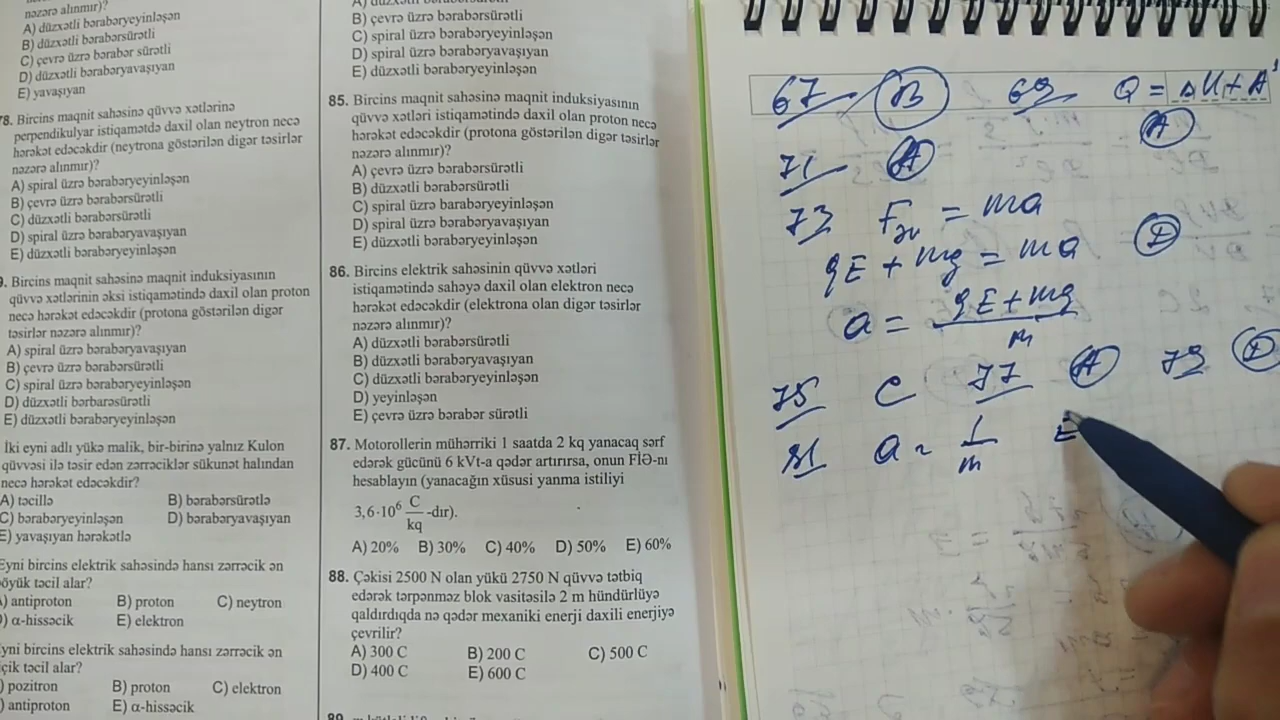 nəzərə alınmır)?
A) düzxətli bərabəryeyinləşən
B) düzxətli bərabərsürətli
C) çevrə üzrə bərabər sürətli
D) düzxətli bərabəryavaşıyan
E) yavaşıyan
78. Bircins maqnit sahəsinə qüvvə xətlərinə
perpendikulyar istiqamətdə daxil olan neytron necə
hərəkət edəcəkdir (neytrona göstərilən digər təsirlər
nəzərə alınmır)?
A) spiral üzrə bərabəryeyinləşən
B) çevrə üzrə bərabərsürətli
C) düzxətli bərabərsürətli
D) spiral üzrə bərabəryavaşıyan
E) düzxətli bərabəryeyinləşən
9. Bircins maqnit sahəsinə maqnit induksiyasının
qüvvə xətlərinin əksi istiqamətində daxil olan proton
necə hərəkət edəcəkdir (protona göstərilən digər
təsirlər nəzərə alınmır)?
A) spiral üzrə bərabəryavaşıyan
B) çevrə üzrə bərabərsürətli
C) spiral üzrə bərabəryeyinləşən
D) düzxətli bərbarəsürətli
E) düzxətli bərabəryeyinləşən
İki eyni adlı yükə malik, bir-birinə yalnız Kulon
qüvvəsi ilə təsir edən zərrəciklər sükunət halından
necə hərəkət edəcəkdir?
A) təcillə B) bərabərsürətlə
C) bərabəryeyinləşən D) bərabəryavaşıyan
E) yavaşıyan hərəkətlə
Eyni bircins elektrik sahəsində hansı zərrəcik ən
böyük təcil alar?
) antiproton B) proton C) neytron
) α-hissəcik E) elektron
yni bircins elektrik sahəsində hansı zərrəcik ən
çik təcil alar?
) pozitron B) proton C) elektron
) antiproton E) α-hissəcik
B) çevrə üzrə bərabərsürətli
C) spiral üzrə bərabəryeyinləşən
D) spiral üzrə bərabəryavaşıyan
E) düzxətli bərabəryeyinləşən
85. Bircins maqnit sahəsinə maqnit induksiyasının
qüvvə xətləri istiqamətində daxil olan proton necə
hərəkət edəcəkdir (protona göstərilən digər təsirlər
nəzərə alınmır)?
A) çevrə üzrə bərabərsürətli
B) düzxətli bərabərsürətli
C) spiral üzrə bərabəryeinləşən
D) spiral üzrə bərabəryavaşıyan
E) düzxətli bərabəryeyinləşən
86. Bircins elektrik sahəsinin qüvvə xətləri
istiqamətində sahəyə daxil olan elektron necə
hərəkət edəcəkdir (elektrona olan digər təsirlər
nəzərə alınmır)?
A) düzxətli bərabərsürətli
B) düzxətli bərabəryavaşıyan
C) düzxətli bərabəryeyinləşən
D) yeyinləşən
E) çevrə üzrə bərabər sürətli
87. Motorollerin mühərriki 1 saatda 2 kq yanacaq sərf
edərək gücünü 6 kVt-a qədər artırırsa, onun FİƏ-nı
hesablayın (yanacağın xüsusi yanma istiliyi
3,6·10⁶ C/kq -dır).
A) 20% B) 30% C) 40% D) 50% E) 60%
88. Çəkisi 2500 N olan yükü 2750 N qüvvə tətbiq
edərək tərpənməz blok vasitəsilə 2 m hündürlüyə
qaldırdıqda nə qədər mexaniki enerji daxili enerjiyə
çevrilir?
A) 300 C B) 200 C C) 500 C
D) 400 C E) 600 C
67 B 69 Q = ΔU + A'
A
71 A
73 F = ma
qE + mg = ma D
a = qE + mg / m
75 C 77 A 79 D
81 a ~ 1/m E